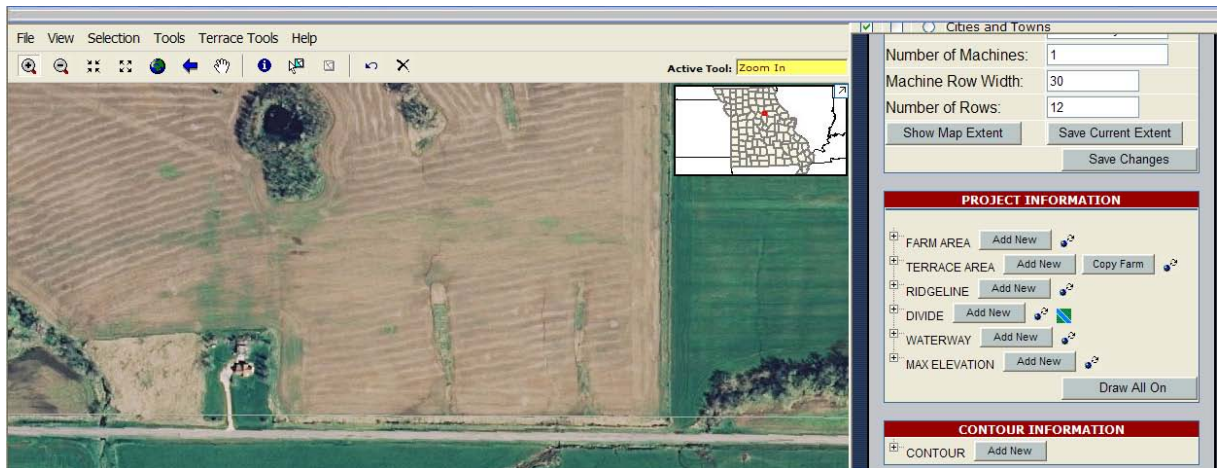 Cities and Towns
File View Selection Tools Terrace Tools Help
Active Tool: Zoom In
Number of Machines: 1
Machine Row Width: 30
Number of Rows: 12
Show Map Extent Save Current Extent
Save Changes
PROJECT INFORMATION
FARM AREA Add New
TERRACE AREA Add New Copy Farm
RIDGELINE Add New
DIVIDE Add New
WATERWAY Add New
MAX ELEVATION Add New
Draw All On
CONTOUR INFORMATION
CONTOUR Add New